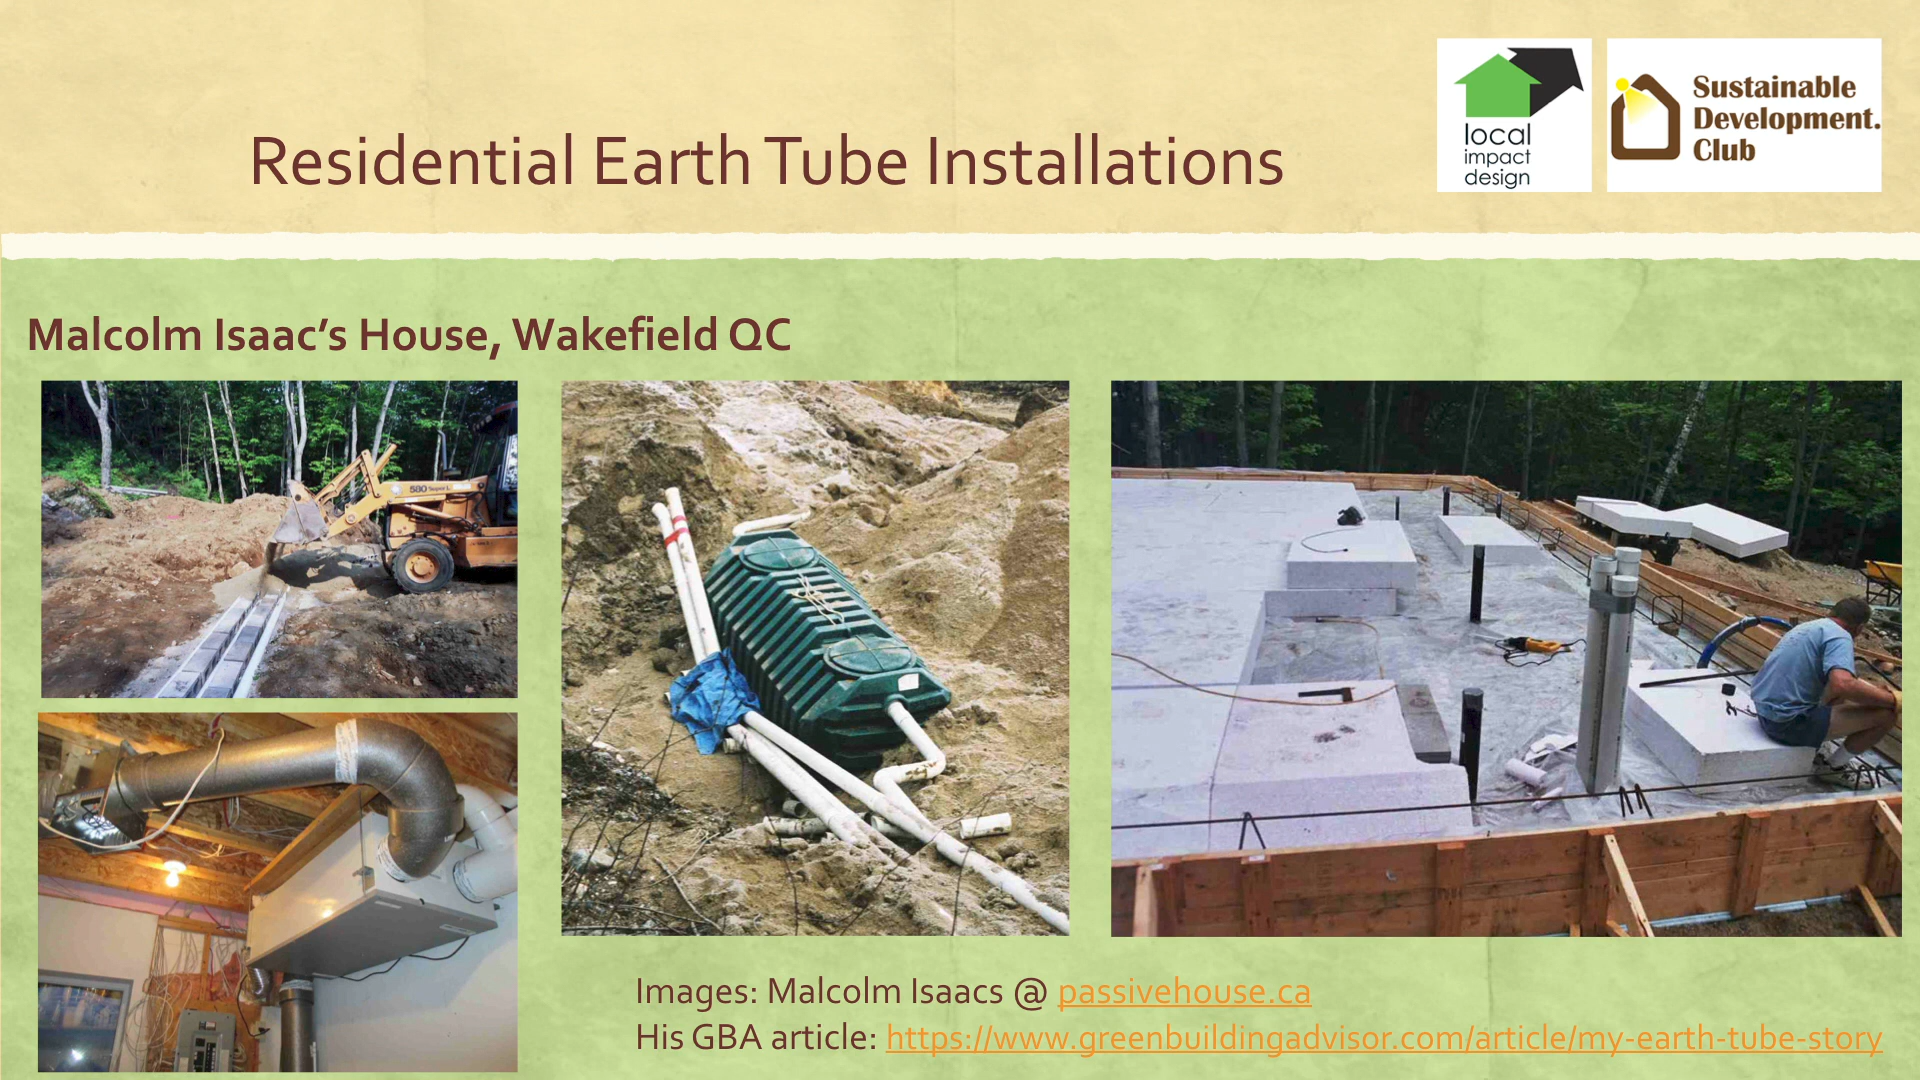 Residential Earth Tube Installations
local
impact
design
Sustainable
Development.
Club
Malcolm Isaac’s House, Wakefield QC
580 Super L
Images: Malcolm Isaacs @ passivehouse.ca
His GBA article: https://www.greenbuildingadvisor.com/article/my-earth-tube-story